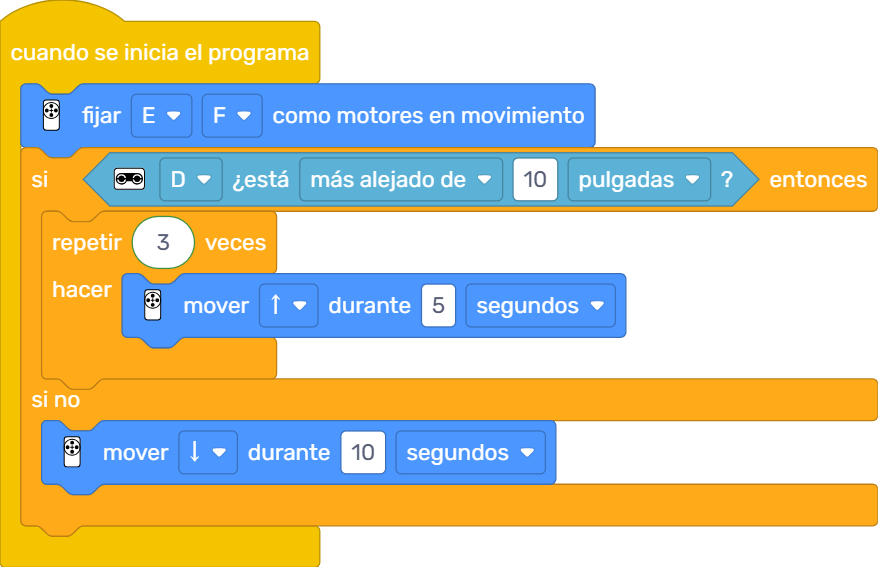 cuando se inicia el programa
fijar E F como motores en movimiento
si D ¿está más alejado de 10 pulgadas ? entonces
repetir 3 veces
hacer mover ↑ durante 5 segundos
si no
mover ↓ durante 10 segundos